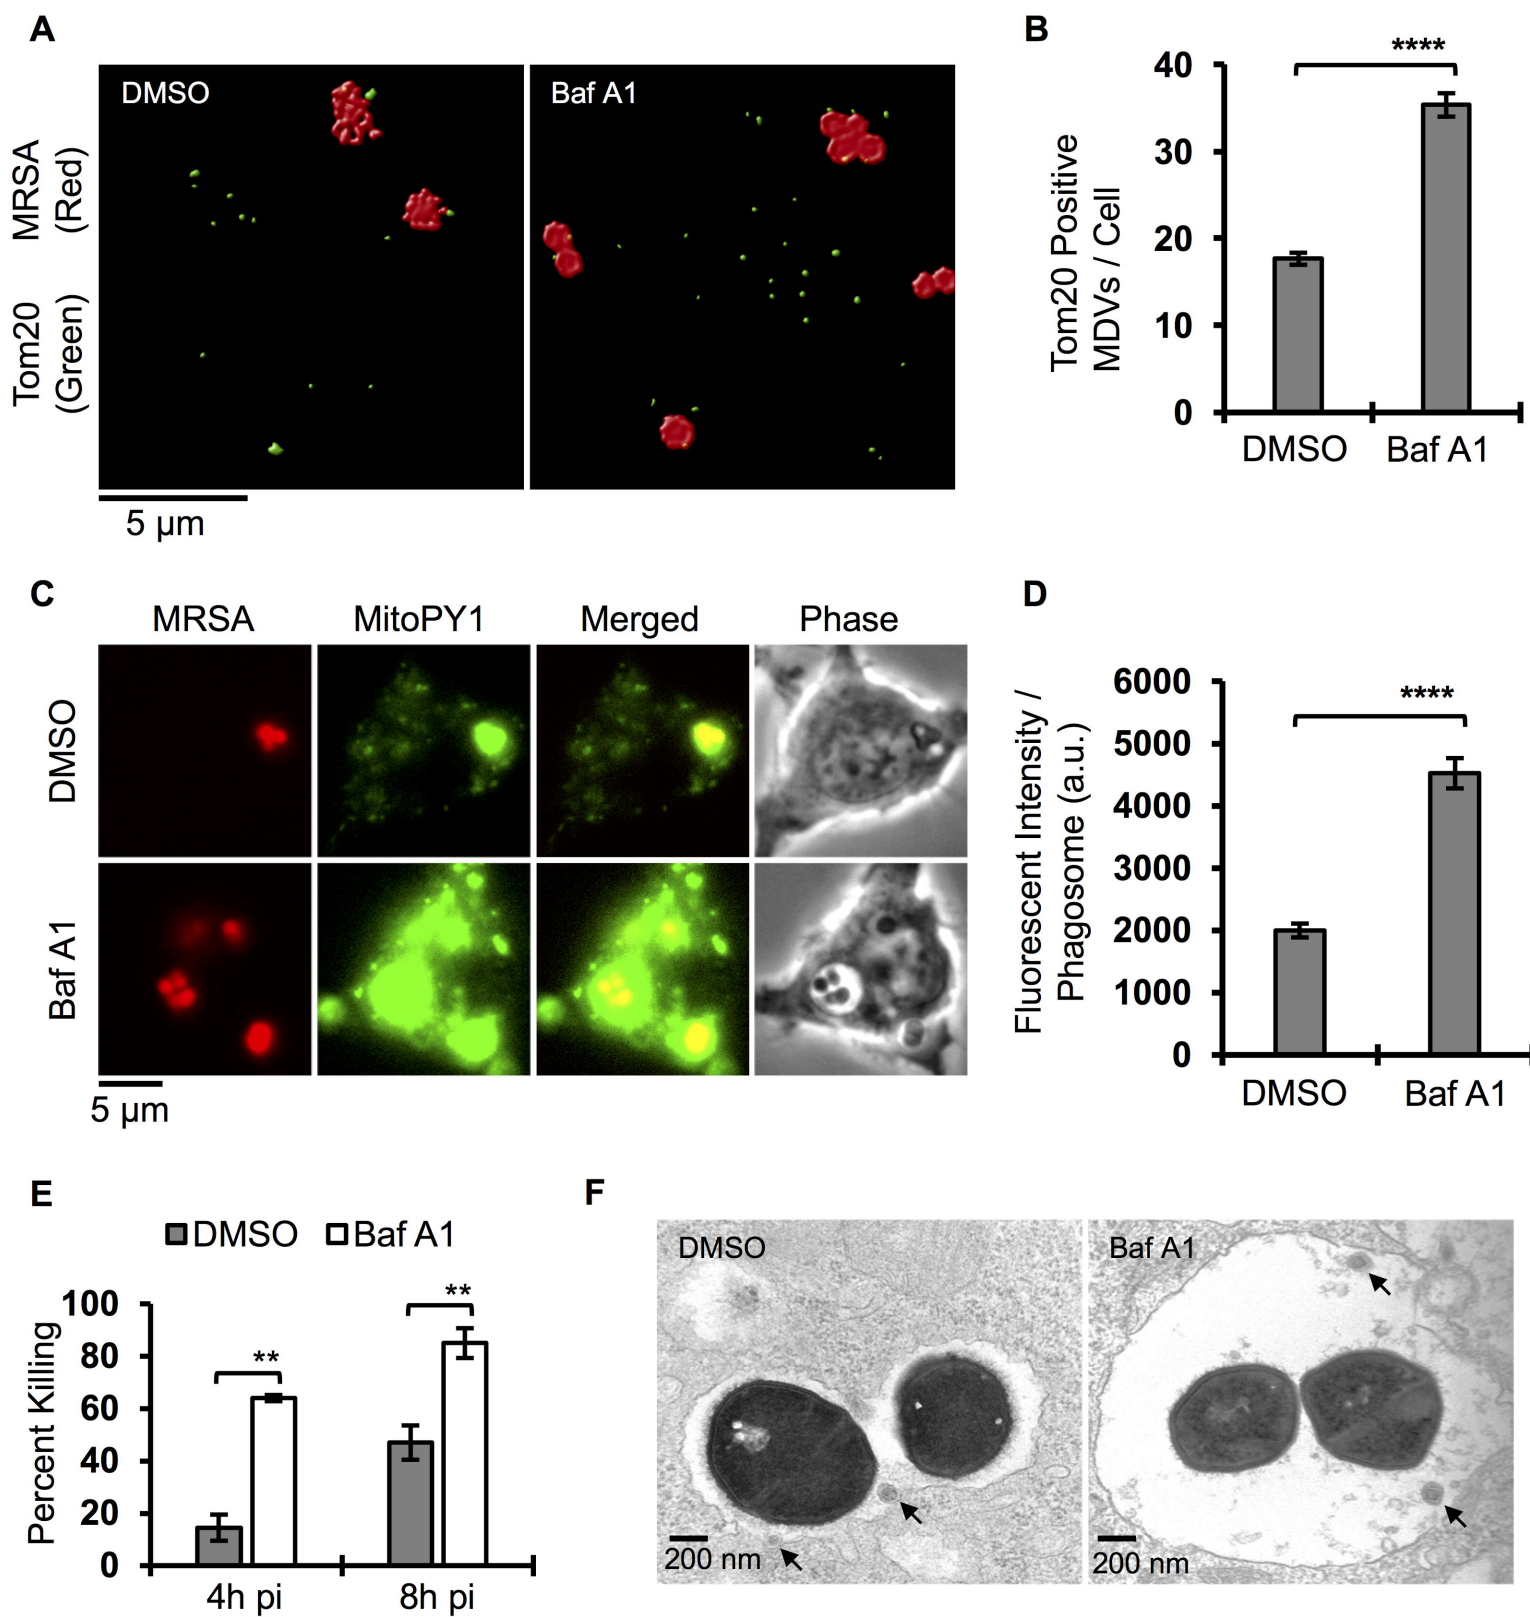 A
DMSO
Baf A1
MRSA
(Red)
Tom20
(Green)
5 µm
B
****
Tom20 Positive
MDVs / Cell
40
30
20
10
0
DMSO
Baf A1
C
MRSA
MitoPY1
Merged
Phase
DMSO
Baf A1
5 µm
D
****
Fluorescent Intensity /
Phagosome (a.u.)
6000
5000
4000
3000
2000
1000
0
DMSO
Baf A1
E
DMSO
Baf A1
Percent Killing
100
80
60
40
20
0
**
**
4h pi
8h pi
F
DMSO
Baf A1
200 nm
200 nm